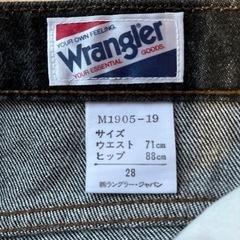 YOUR OWN FEELING.
Wrangler
YOUR ESSENTIAL GOODS.
M1905-19
サイズ
ウエスト 71cm
ヒップ 88cm
28
㈱ラングラー・ジャパン